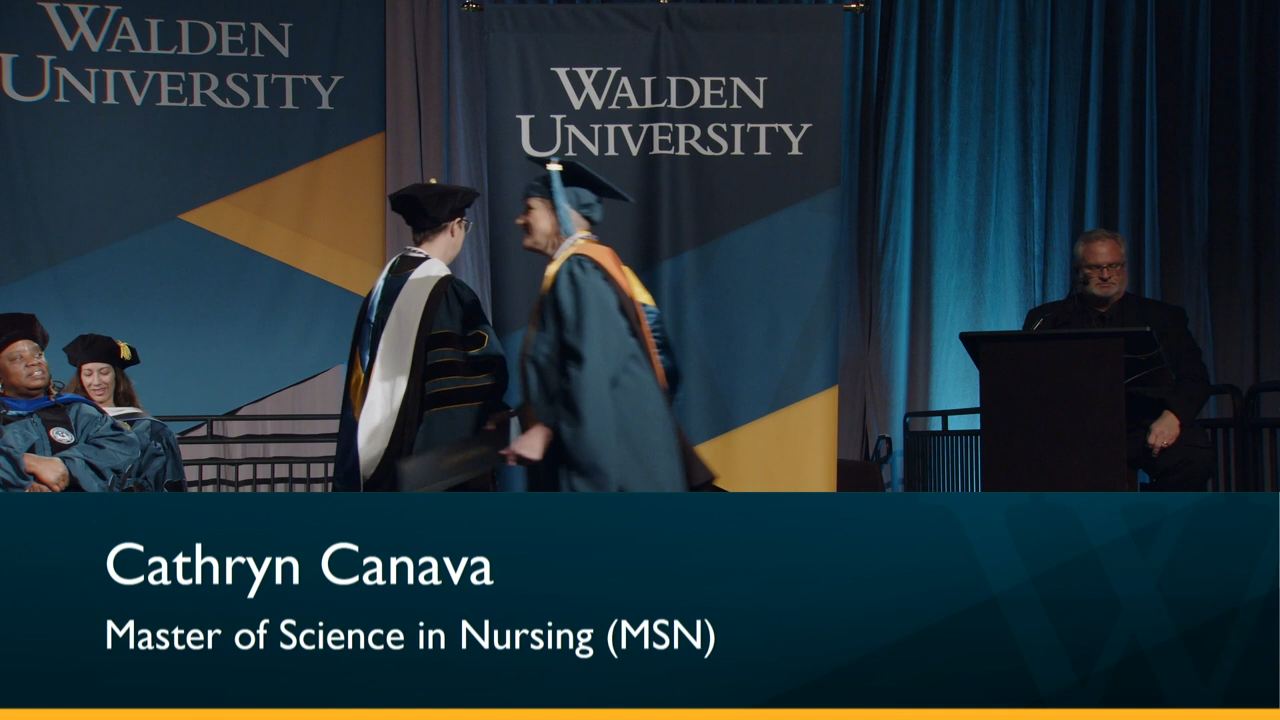 WALDEN
UNIVERSITY
WALDEN
UNIVERSITY
Cathryn Canava
Master of Science in Nursing (MSN)